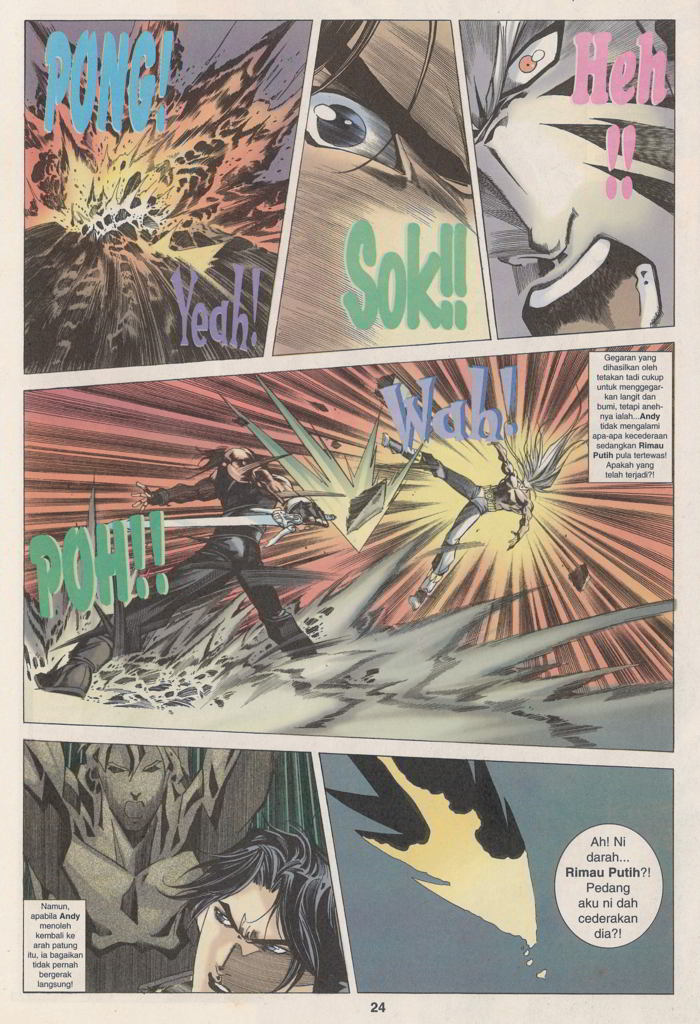 PONG!
Yeah!
Sok!!
Heh
!!
Wah!
Gegaran yang
dihasilkan oleh
tetakan tadi cukup
untuk menggegar-
kan langit dan
bumi, tetapi aneh-
nya ialah...Andy
tidak mengalami
apa-apa kecederaan
sedangkan Rimau
Putih pula tertewas!
Apakah yang
telah terjadi?!
POH!!
Namun,
apabila Andy
menoleh
kembali ke
arah patung
itu, ia bagaikan
tidak pernah
bergerak
langsung!
Ah! Ni
darah...
Rimau Putih?!
Pedang
aku ni dah
cederakan
dia?!
24